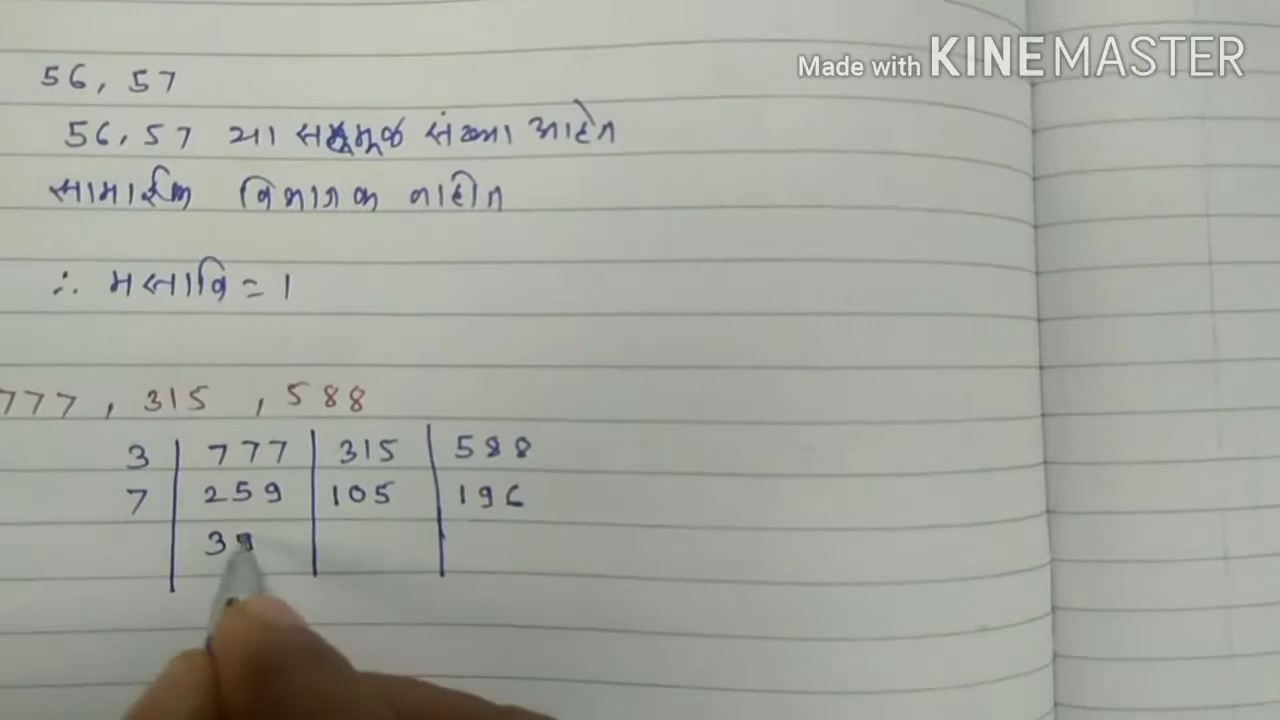 Made with KINEMASTER
56, 57
56, 57 या सहमूळ संख्या आहेत
सामाईक विभाजक नाहीत
∴ मसावि = 1
777 , 315 , 588
3 | 777 | 315 | 588
7 | 259 | 105 | 196
3